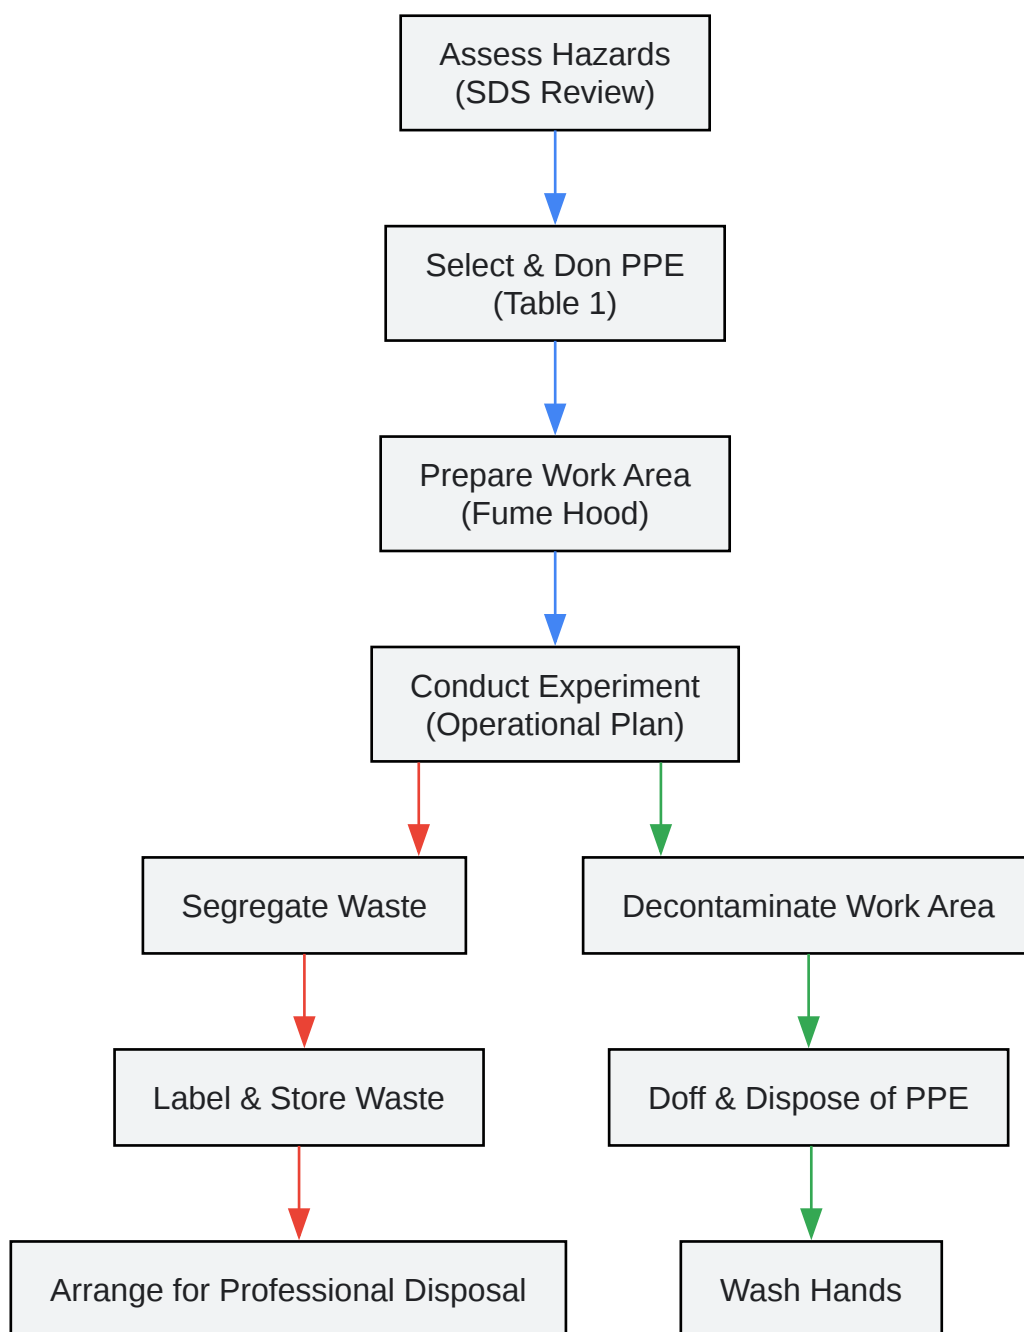 Assess Hazards
(SDS Review)
Select & Don PPE
(Table 1)
Prepare Work Area
(Fume Hood)
Conduct Experiment
(Operational Plan)
Segregate Waste
Decontaminate Work Area
Label & Store Waste
Doff & Dispose of PPE
Arrange for Professional Disposal
Wash Hands